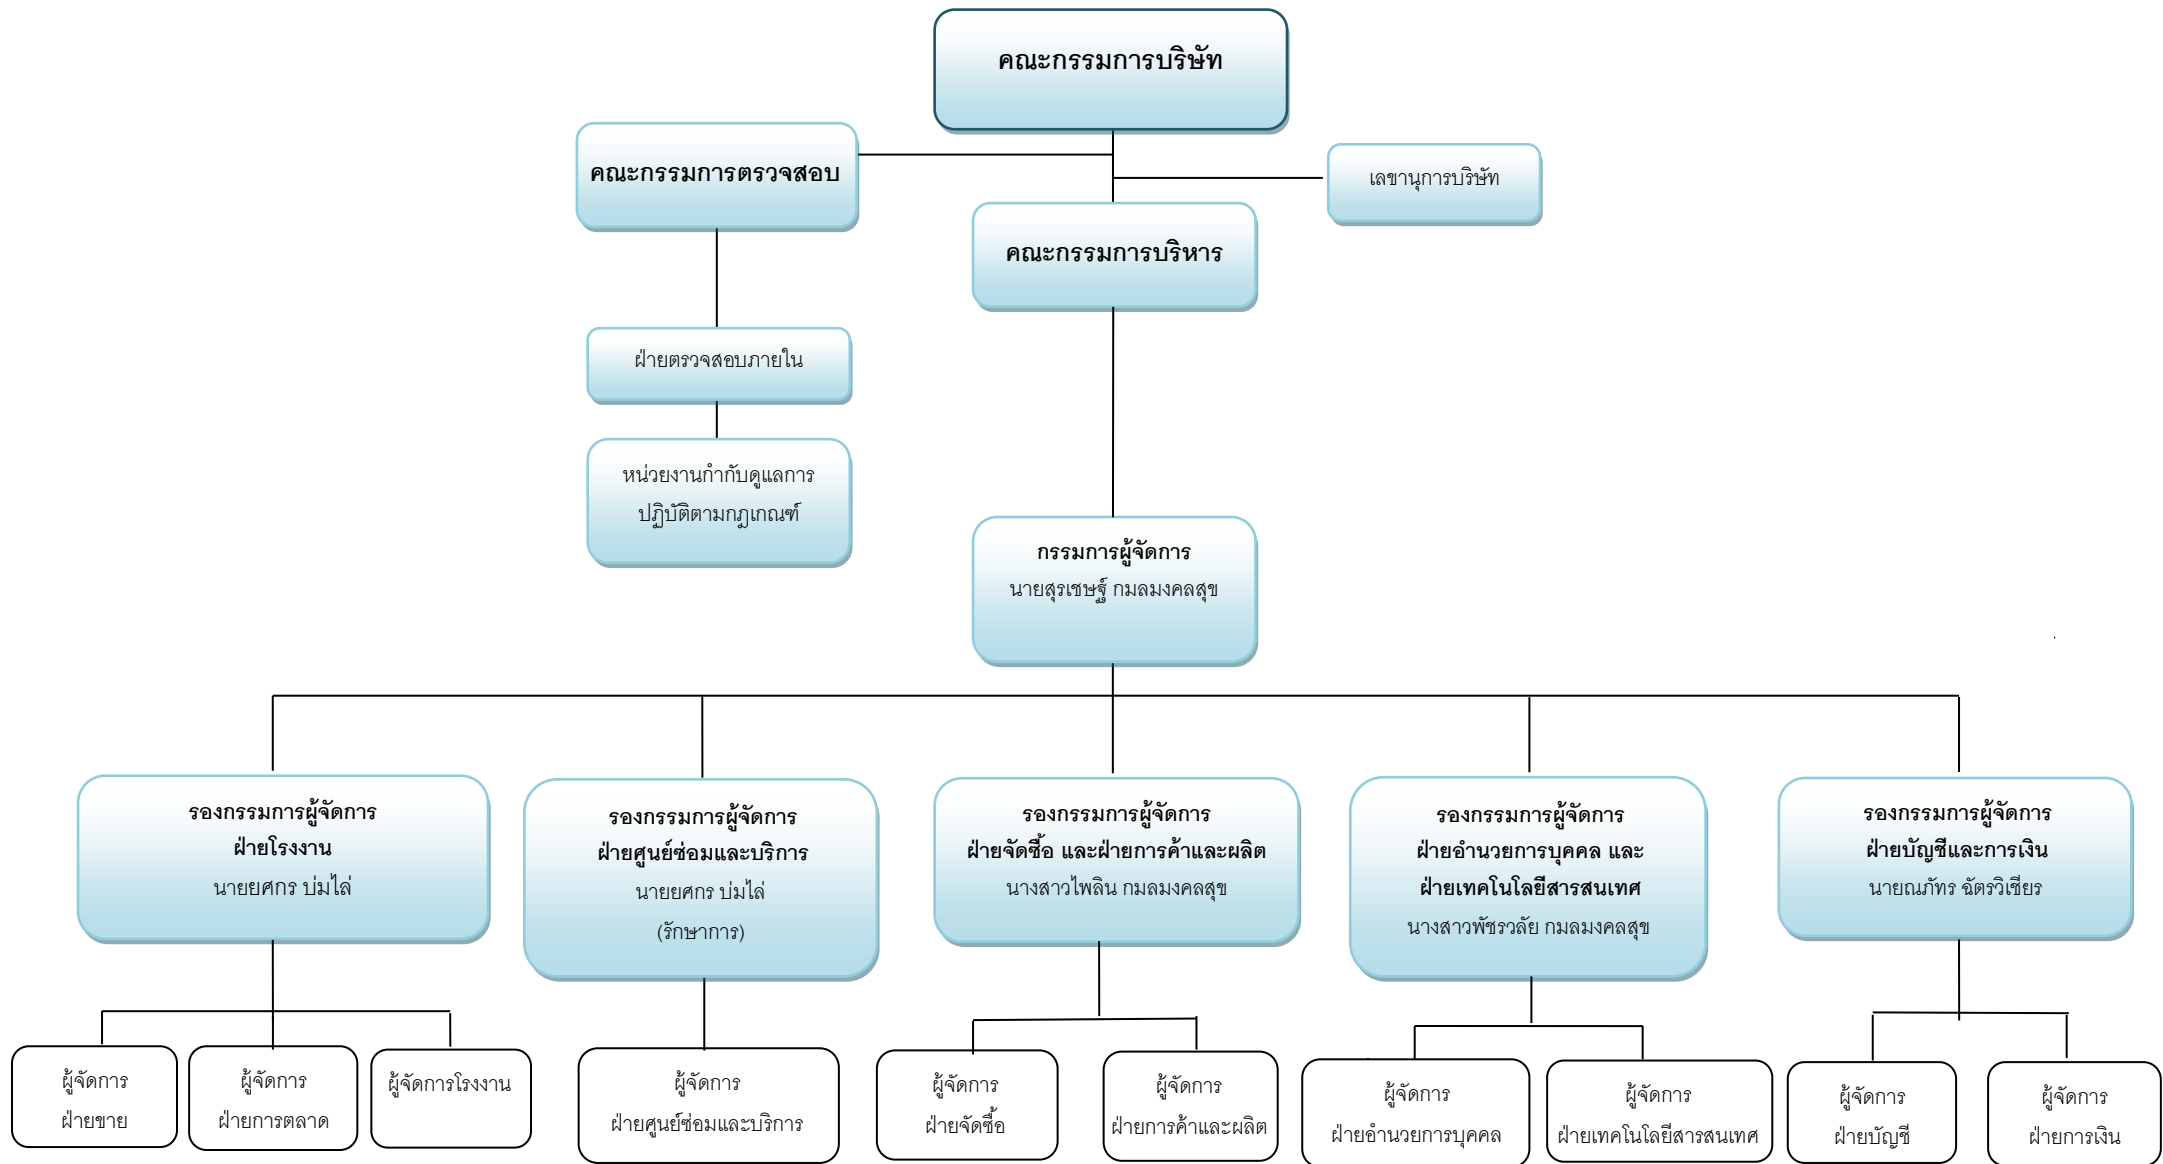 คณะกรรมการบริษัท
คณะกรรมการตรวจสอบ
เลขานุการบริษัท
คณะกรรมการบริหาร
ฝ่ายตรวจสอบภายใน
หน่วยงานกำกับดูแลการ
ปฏิบัติตามกฎเกณฑ์
กรรมการผู้จัดการ
นายสุรเชษฐ์ กมลมงคลสุข
รองกรรมการผู้จัดการ
ฝ่ายโรงงาน
นายยศกร บ่มไล่
รองกรรมการผู้จัดการ
ฝ่ายศูนย์ซ่อมและบริการ
นายยศกร บ่มไล่
(รักษาการ)
รองกรรมการผู้จัดการ
ฝ่ายจัดซื้อ และฝ่ายการค้าและผลิต
นางสาวไพลิน กมลมงคลสุข
รองกรรมการผู้จัดการ
ฝ่ายอำนวยการบุคคล และ
ฝ่ายเทคโนโลยีสารสนเทศ
นางสาวพัชรวลัย กมลมงคลสุข
รองกรรมการผู้จัดการ
ฝ่ายบัญชีและการเงิน
นายณภัทร ฉัตรวิเชียร
ผู้จัดการ
ฝ่ายขาย
ผู้จัดการ
ฝ่ายการตลาด
ผู้จัดการโรงงาน
ผู้จัดการ
ฝ่ายศูนย์ซ่อมและบริการ
ผู้จัดการ
ฝ่ายจัดซื้อ
ผู้จัดการ
ฝ่ายการค้าและผลิต
ผู้จัดการ
ฝ่ายอำนวยการบุคคล
ผู้จัดการ
ฝ่ายเทคโนโลยีสารสนเทศ
ผู้จัดการ
ฝ่ายบัญชี
ผู้จัดการ
ฝ่ายการเงิน